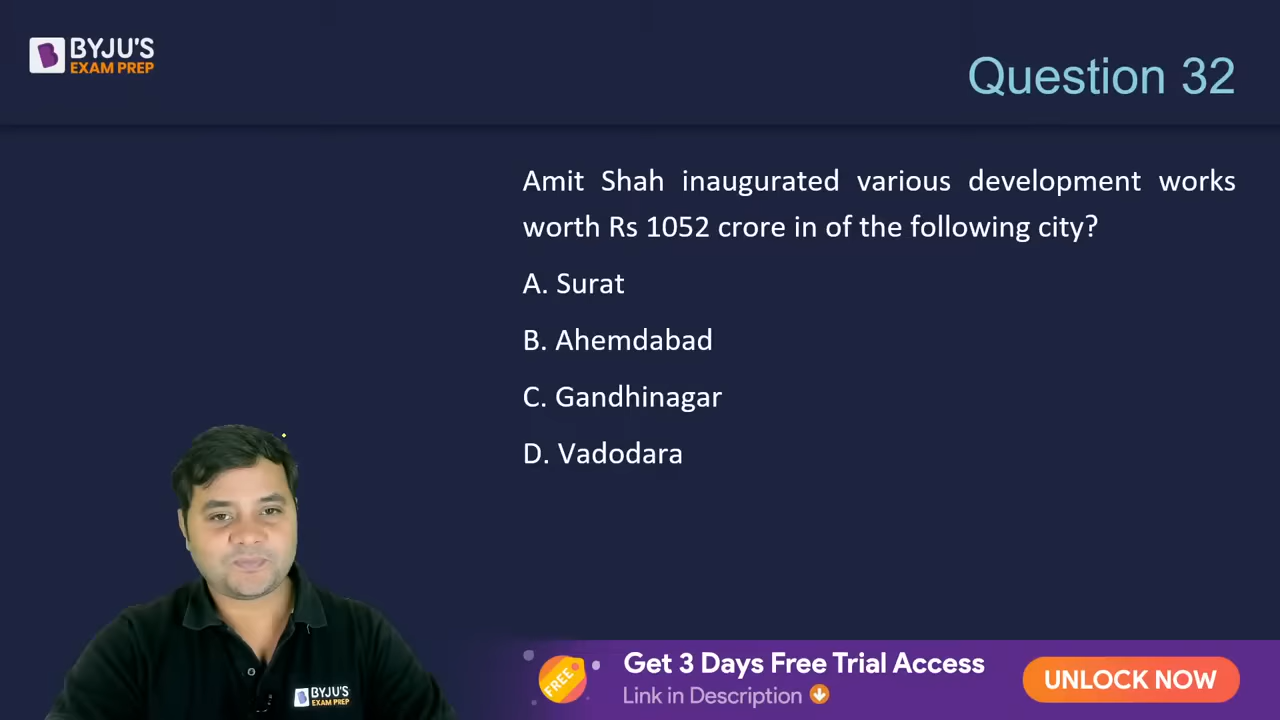 BYJU'S
EXAM PREP
Question 32
Amit Shah inaugurated various development works
worth Rs 1052 crore in of the following city?
A. Surat
B. Ahemdabad
C. Gandhinagar
D. Vadodara
BYJU'S
EXAM PREP
FREE
Get 3 Days Free Trial Access
Link in Description
UNLOCK NOW